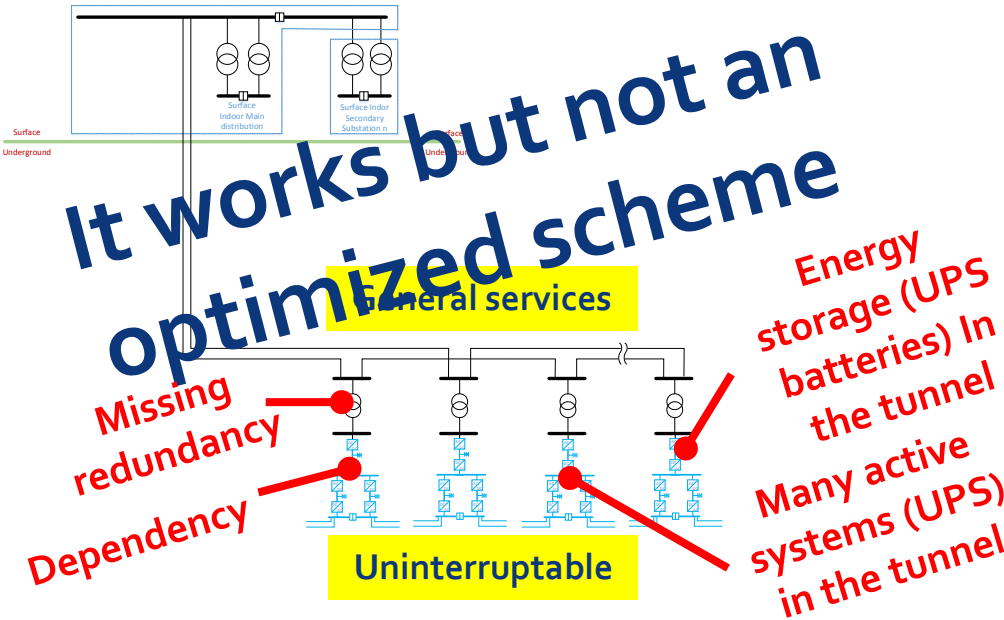 Surface
Indoor Main
distribution
Surface Indor
Secondary
Substation n
Surface
Underground
Surface
Underground
It works but not an
optimized scheme
General services
Energy
storage (UPS
batteries) In
the tunnel
Missing
redundancy
Dependency
Many active
systems (UPS)
in the tunnel
Uninterruptable